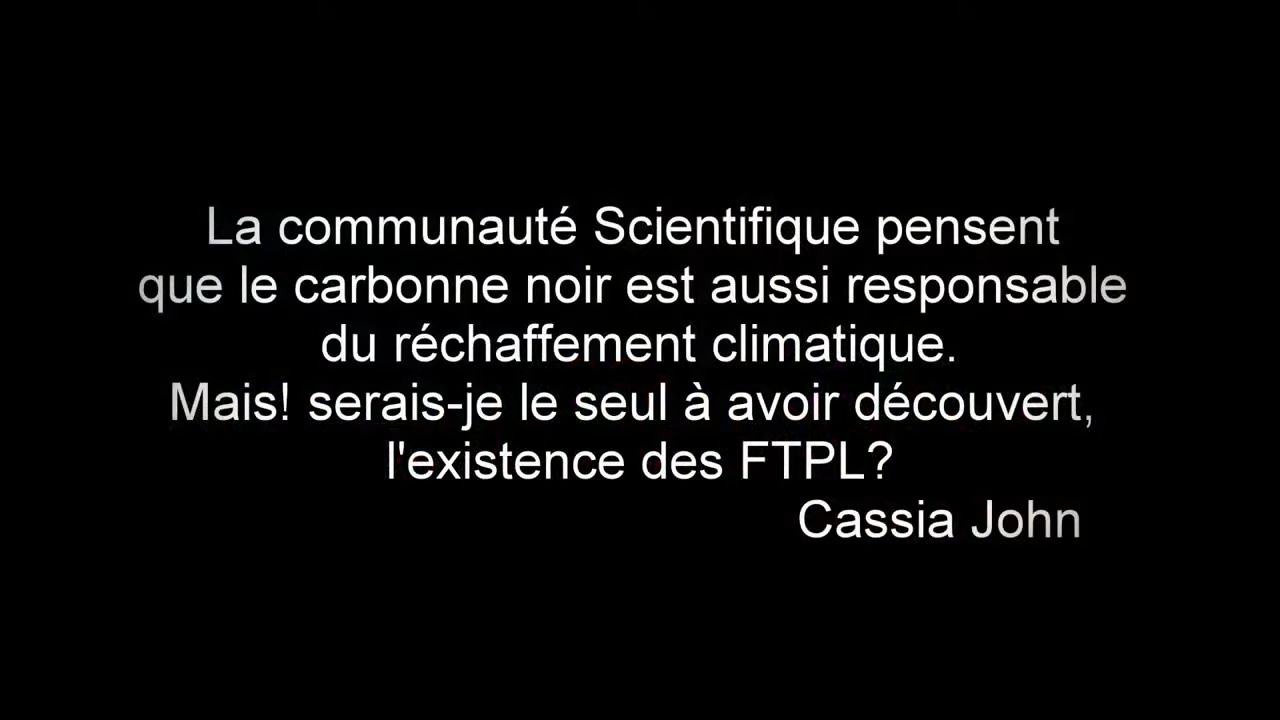 La communauté Scientifique pensent
que le carbonne noir est aussi responsable
du réchaffement climatique.
Mais! serais-je le seul à avoir découvert,
l'existence des FTPL?
Cassia John